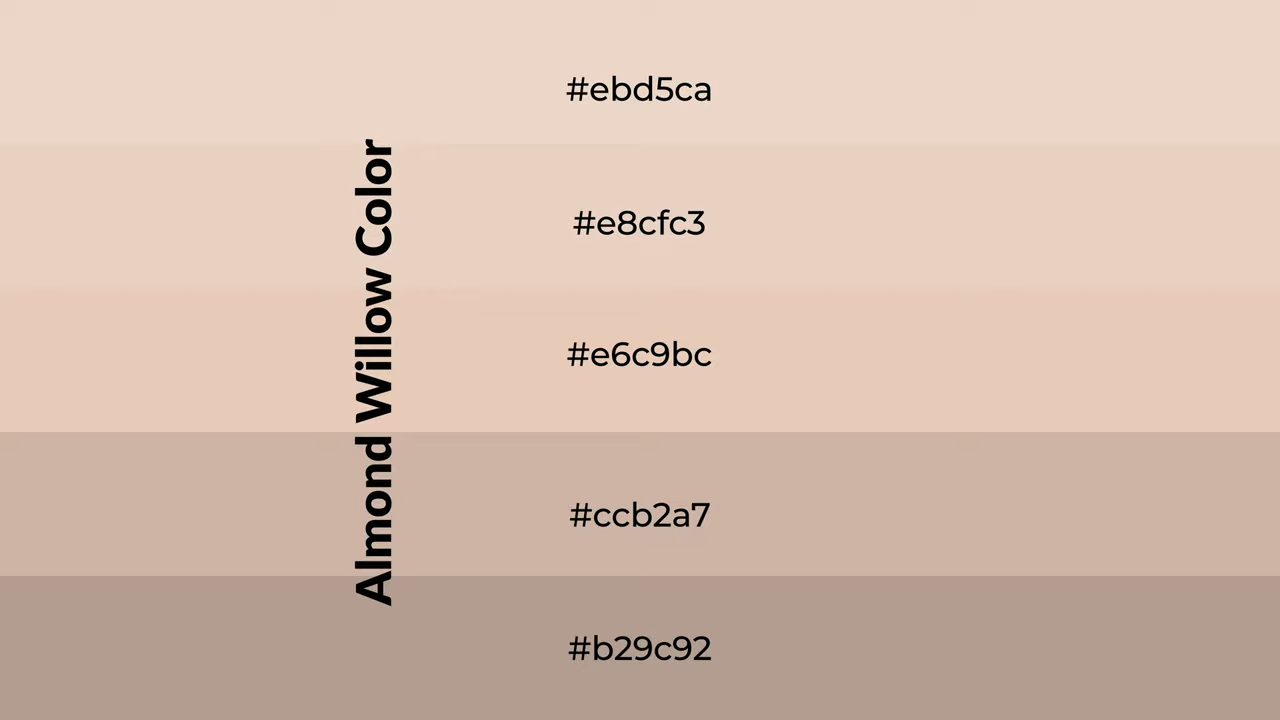 Almond Willow Color
#ebd5ca
#e8cfc3
#e6c9bc
#ccb2a7
#b29c92